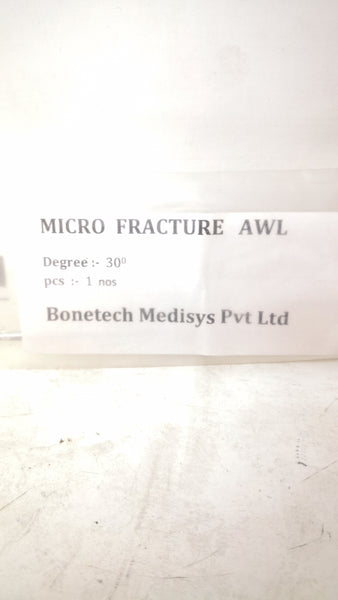 MICRO FRACTURE AWL
Degree :- 30⁰
pcs :- 1 nos
Bonetech Medisys Pvt Ltd